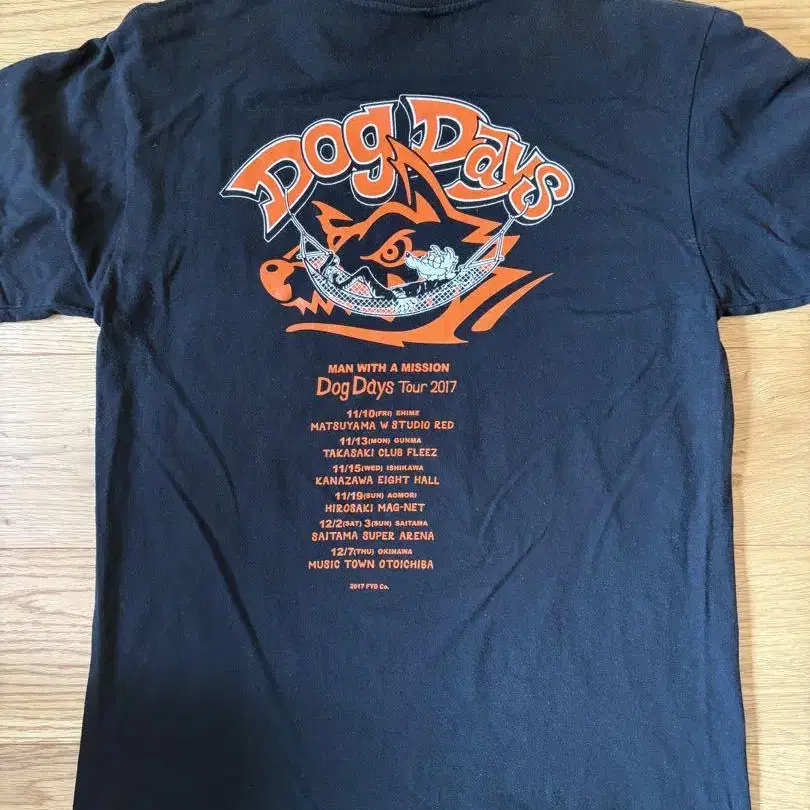 Dog Days
MAN WITH A MISSION
Dog Days Tour 2017
11/10(FRI) EHIME
MATSUYAMA W STUDIO RED
11/13(MON) GUNMA
TAKASAKI CLUB FLEEZ
11/15(WED) ISHIKAWA
KANAZAWA EIGHT HALL
11/19(SUN) AOMORI
HIROSAKI MAG-NET
12/2(SAT) 3(SUN) SAITAMA
SAITAMA SUPER ARENA
12/7(THU) OKINAWA
MUSIC TOWN OTOICHIBA
2017 FYD Co.